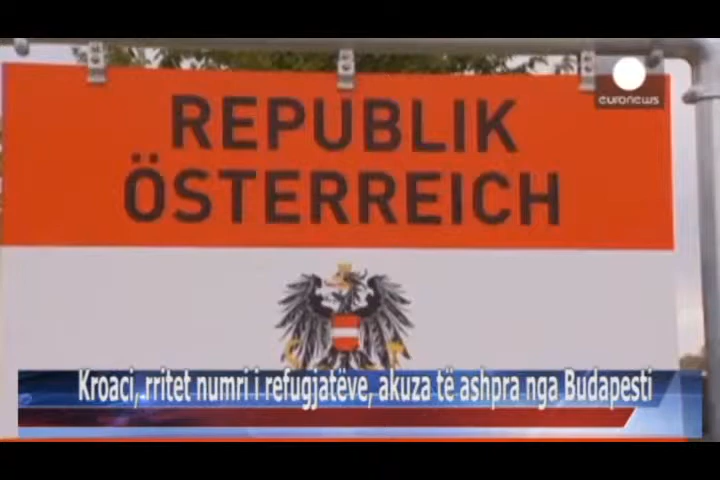 euronews
REPUBLIK
ÖSTERREICH
Kroaci, rritet numri i refugjatëve, akuza të ashpra nga Budapesti